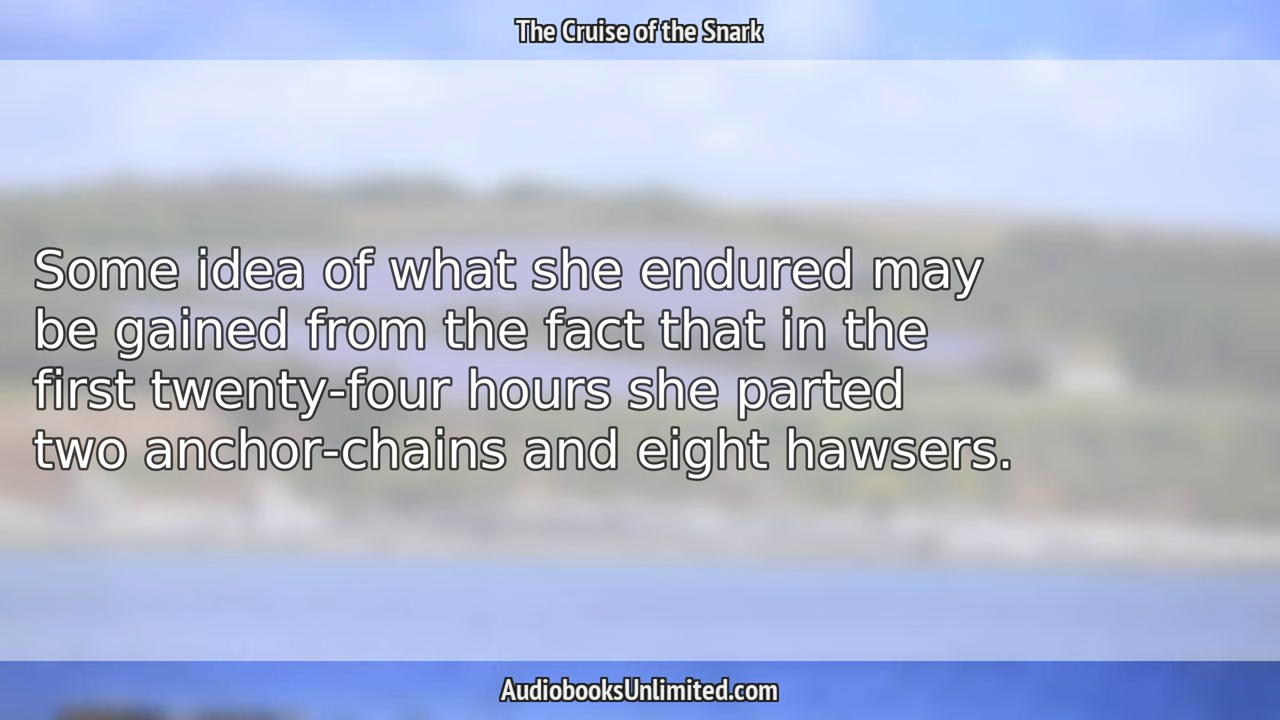 The Cruise of the Snark
Some idea of what she endured may
be gained from the fact that in the
first twenty-four hours she parted
two anchor-chains and eight hawsers.
AudiobooksUnlimited.com